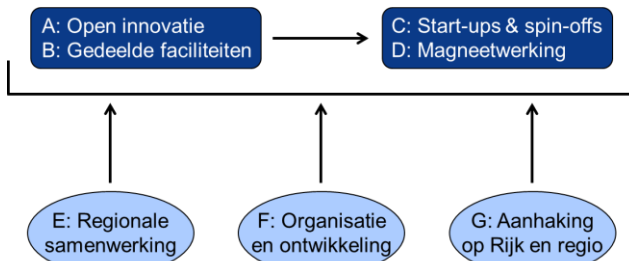 A: Open innovatie
B: Gedeelde faciliteiten
C: Start-ups & spin-offs
D: Magneetwerking
E: Regionale
samenwerking
F: Organisatie
en ontwikkeling
G: Aanhaking
op Rijk en regio